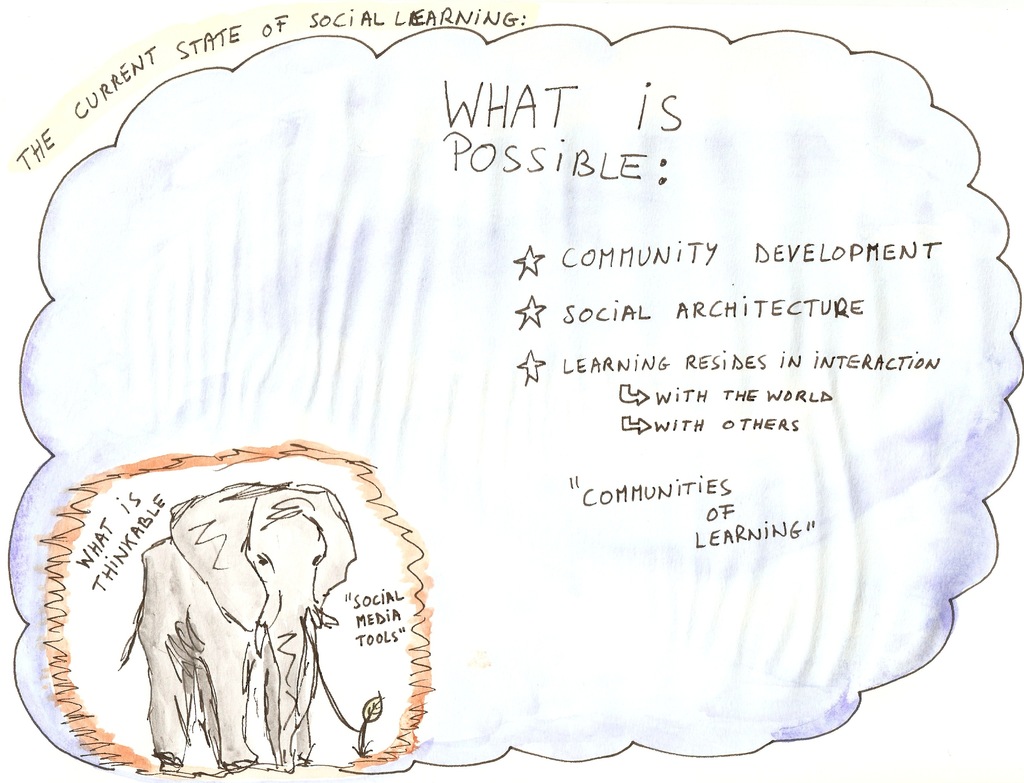 THE CURRENT STATE OF SOCIAL LEARNING:
WHAT iS
POSSiBLE:
COMMUNiTY DEVELOPMENT
SOCiAL ARCHiTECTURE
LEARNiNG RESiDES iN iNTERACTiON
WiTH THE WORLD
WiTH OTHERS
"COMMUNiTiES
OF
LEARNiNG"
WHAT iS
THiNKABLE
"SOCiAL
MEDiA
TOOLS"